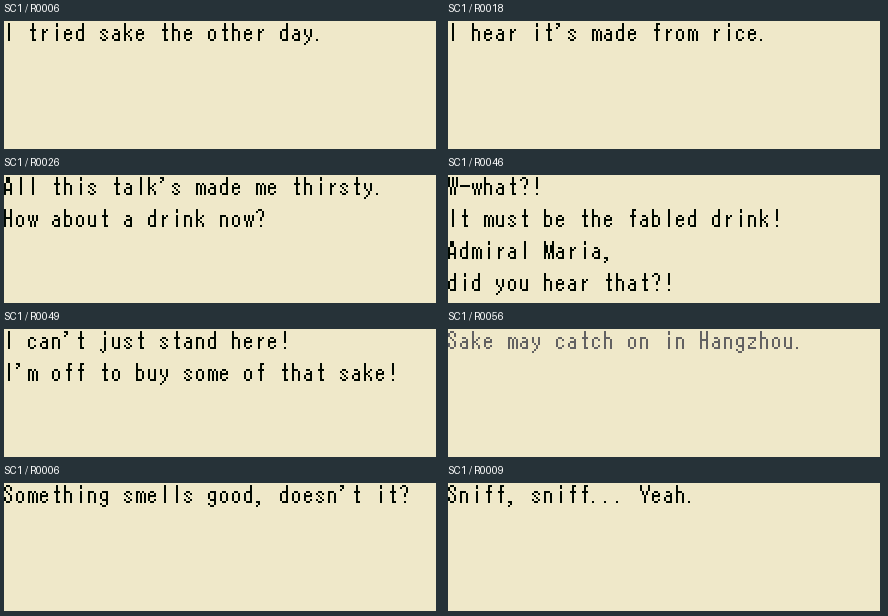 SC1/R0006
I tried sake the other day.
SC1/R0018
I hear it's made from rice.
SC1/R0026
All this talk's made me thirsty.
How about a drink now?
SC1/R0046
W-what?!
It must be the fabled drink!
Admiral Maria,
did you hear that?!
SC1/R0049
I can't just stand here!
I'm off to buy some of that sake!
SC1/R0056
Sake may catch on in Hangzhou.
SC1/R0006
Something smells good, doesn't it?
SC1/R0009
Sniff, sniff... Yeah.